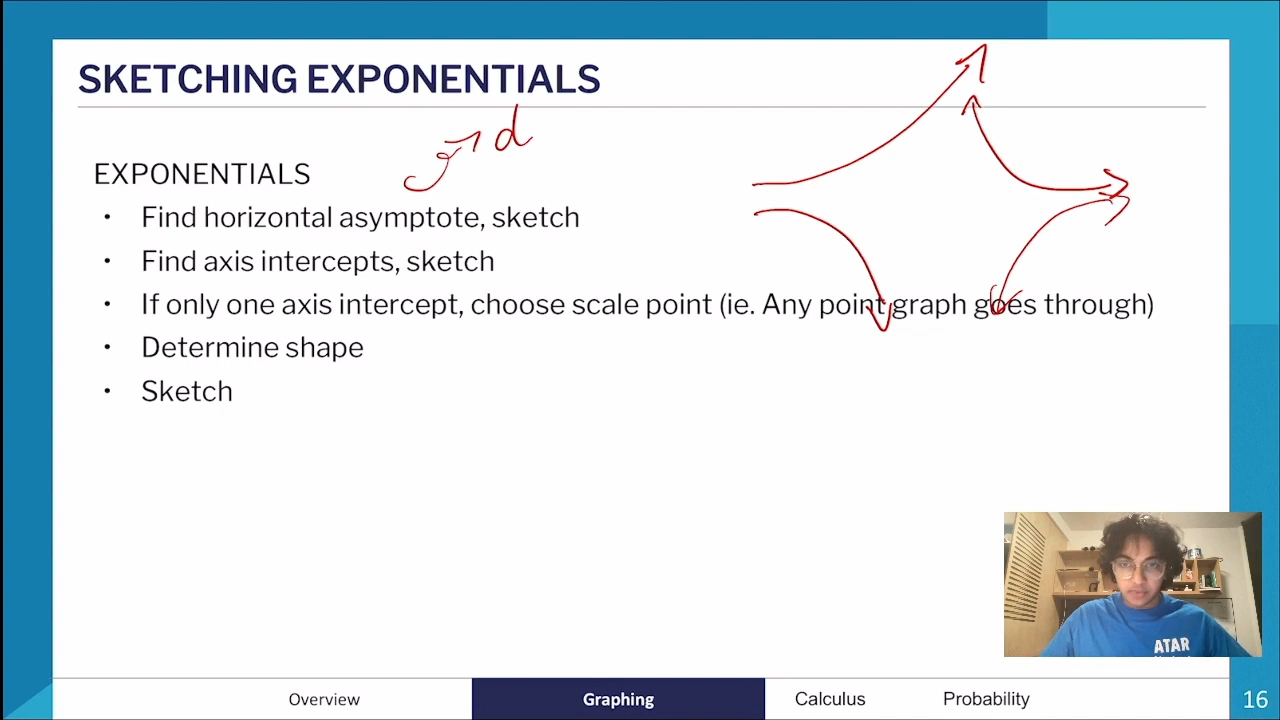 SKETCHING EXPONENTIALS
d
EXPONENTIALS
• Find horizontal asymptote, sketch
• Find axis intercepts, sketch
• If only one axis intercept, choose scale point (ie. Any point graph goes through)
• Determine shape
• Sketch
ATAR
Overview Graphing Calculus Probability 16